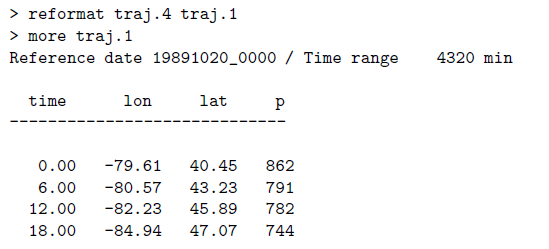 > reformat traj.4 traj.1
> more traj.1
Reference date 19891020_0000 / Time range    4320 min
time      lon      lat     p
-----------------------------
0.00   -79.61   40.45   862
6.00   -80.57   43.23   791
12.00   -82.23   45.89   782
18.00   -84.94   47.07   744